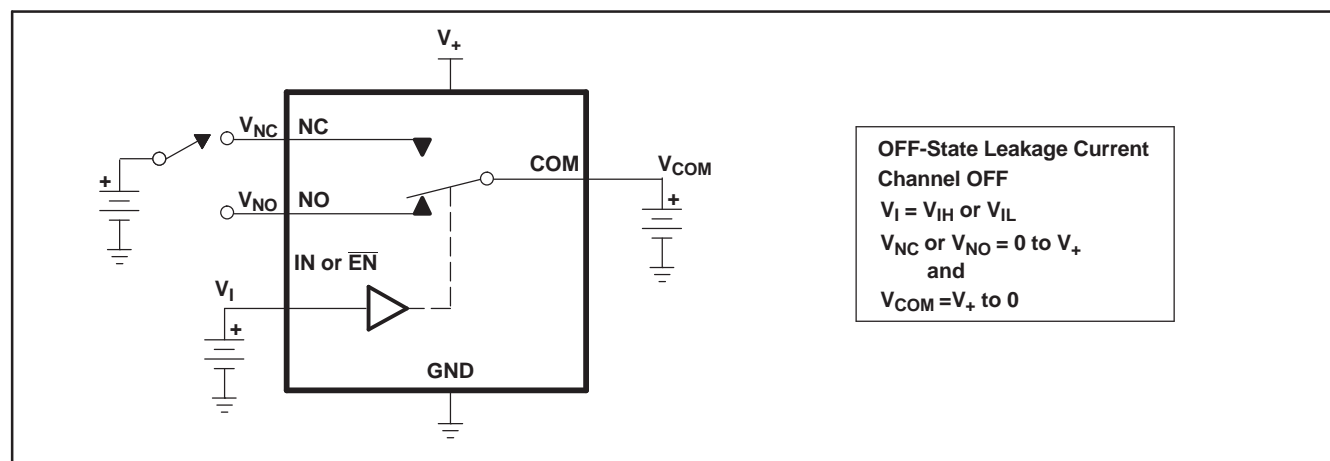 V+
VNC NC
+
COM VCOM
+
VNO NO
IN or E̅N̅
VI
+
GND
OFF-State Leakage Current
Channel OFF
VI = VIH or VIL
VNC or VNO = 0 to V+
and
VCOM =V+ to 0